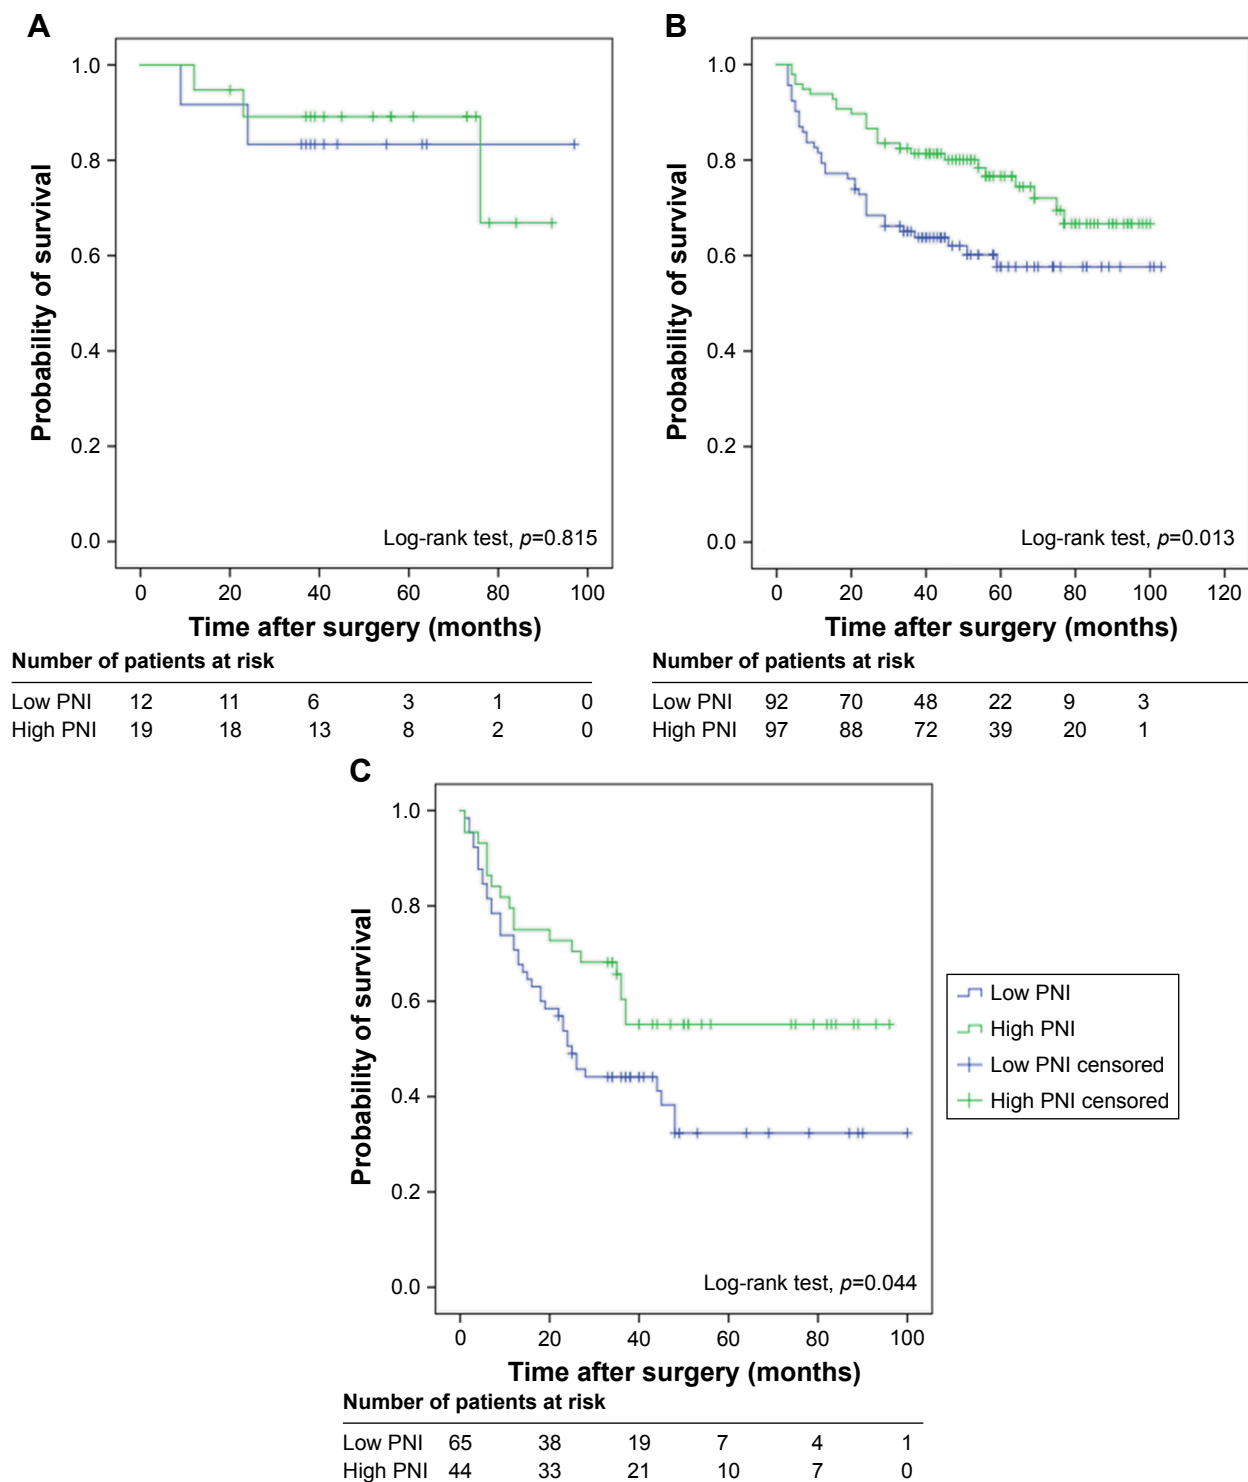 A
1.0
0.8
0.6
0.4
0.2
0.0
Probability of survival
Log-rank test, p=0.815
0 20 40 60 80 100
Time after surgery (months)
Number of patients at risk
Low PNI 12 11 6 3 1 0
High PNI 19 18 13 8 2 0
B
1.0
0.8
0.6
0.4
0.2
0.0
Probability of survival
Log-rank test, p=0.013
0 20 40 60 80 100 120
Time after surgery (months)
Number of patients at risk
Low PNI 92 70 48 22 9 3
High PNI 97 88 72 39 20 1
C
1.0
0.8
0.6
0.4
0.2
0.0
Probability of survival
Log-rank test, p=0.044
0 20 40 60 80 100
Time after surgery (months)
Number of patients at risk
Low PNI 65 38 19 7 4 1
High PNI 44 33 21 10 7 0
Low PNI
High PNI
Low PNI censored
High PNI censored